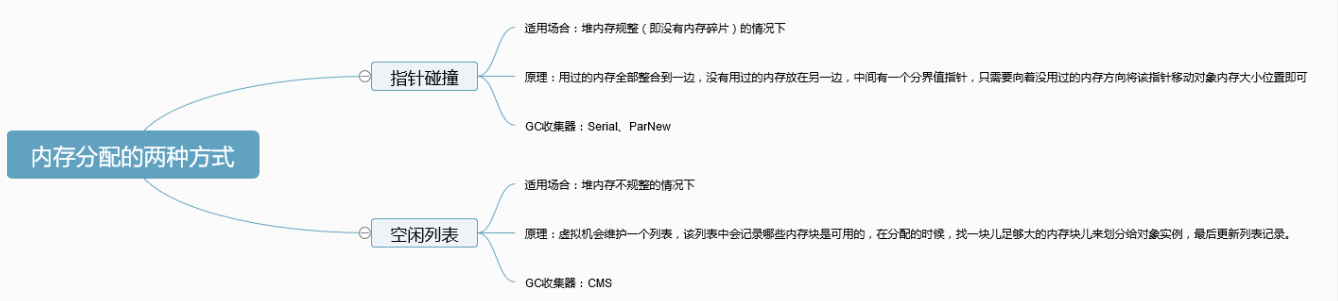 内存分配的两种方式
指针碰撞
适用场合：堆内存规整（即没有内存碎片）的情况下
原理：用过的内存全部整合到一边，没有用过的内存放在另一边，中间有一个分界值指针，只需要向着没用过的内存方向将该指针移动对象内存大小位置即可
GC收集器：Serial、ParNew
空闲列表
适用场合：堆内存不规整的情况下
原理：虚拟机会维护一个列表，该列表中会记录哪些内存块是可用的，在分配的时候，找一块儿足够大的内存块儿来划分给对象实例，最后更新列表记录。
GC收集器：CMS